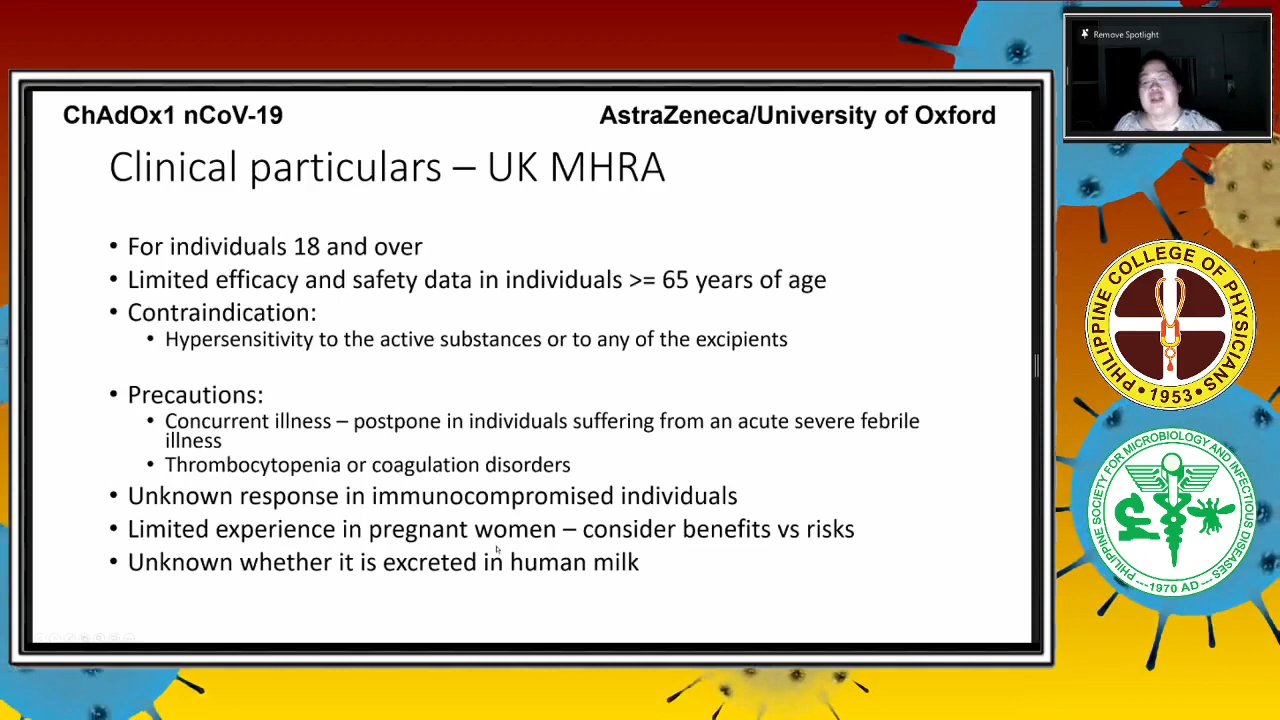 Remove Spotlight
ChAdOx1 nCoV-19
AstraZeneca/University of Oxford
Clinical particulars – UK MHRA
• For individuals 18 and over
• Limited efficacy and safety data in individuals >= 65 years of age
• Contraindication:
• Hypersensitivity to the active substances or to any of the excipients
• Precautions:
• Concurrent illness – postpone in individuals suffering from an acute severe febrile
illness
• Thrombocytopenia or coagulation disorders
• Unknown response in immunocompromised individuals
• Limited experience in pregnant women – consider benefits vs risks
• Unknown whether it is excreted in human milk
PHILIPPINE COLLEGE OF PHYSICIANS
• 1953 •
PHILIPPINE SOCIETY FOR MICROBIOLOGY AND INFECTIOUS DISEASES
---1970 AD---